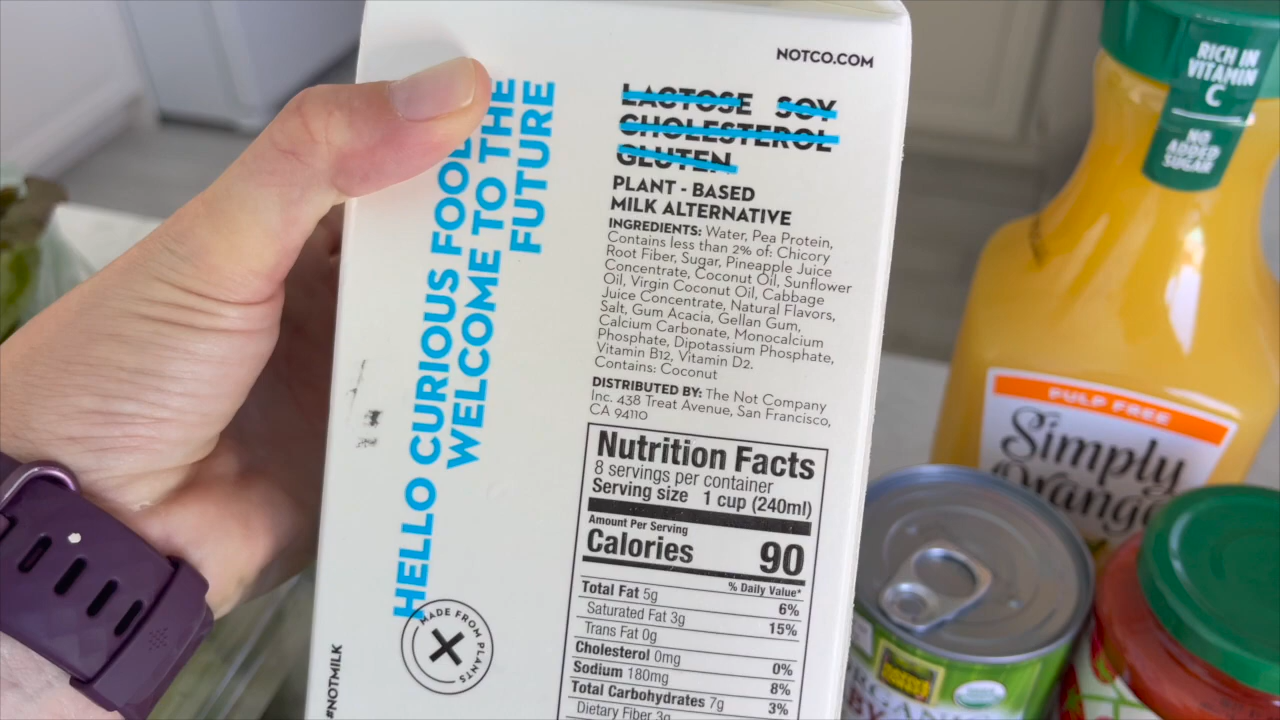 NOTCO.COM
LACTOSE SOY
CHOLESTEROL
GLUTEN
PLANT - BASED
MILK ALTERNATIVE
INGREDIENTS: Water, Pea Protein,
Contains less than 2% of: Chicory
Root Fiber, Sugar, Pineapple Juice
Concentrate, Coconut Oil, Sunflower
Oil, Virgin Coconut Oil, Cabbage
Juice Concentrate, Natural Flavors,
Salt, Gum Acacia, Gellan Gum,
Calcium Carbonate, Monocalcium
Phosphate, Dipotassium Phosphate,
Vitamin B12, Vitamin D2.
Contains: Coconut
DISTRIBUTED BY: The Not Company
Inc. 438 Treat Avenue, San Francisco,
CA 94110
Nutrition Facts
8 servings per container
Serving size 1 cup (240ml)
Amount Per Serving
Calories 90
% Daily Value*
Total Fat 5g 6%
Saturated Fat 3g 15%
Trans Fat 0g
Cholesterol 0mg 0%
Sodium 180mg 8%
Total Carbohydrates 7g 3%
Dietary Fiber 3g
HELLO CURIOUS FOOD
WELCOME TO THE
FUTURE
MADE FROM PLANTS
#NOTMILK
RICH IN
VITAMIN
C
NO
ADDED
SUGAR
PULP FREE
Simply
Orange